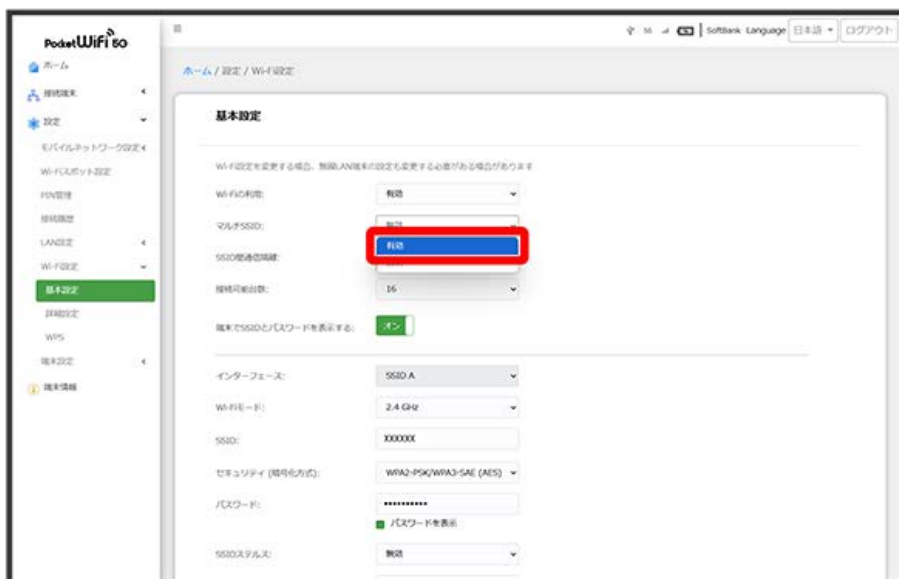 PocketWiFi 5G
SoftBank Language 日本語 ログアウト
ホーム
接続端末
設定
モバイルネットワーク設定
Wi-Fiスポット設定
PIN管理
接続履歴
LAN設定
Wi-Fi設定
基本設定
詳細設定
WPS
端末設定
端末情報
ホーム / 設定 / Wi-Fi設定
基本設定
Wi-Fi設定を変更する場合、無線LAN端末の設定も変更する必要がある場合があります
Wi-Fiの利用: 有効
マルチSSID: 無効
有効
SSID間通信隔離:
接続可能台数: 16
端末でSSIDとパスワードを表示する: オン
インターフェース: SSID A
Wi-Fiモード: 2.4 GHz
SSID: XXXXXX
セキュリティ (暗号化方式): WPA2-PSK/WPA3-SAE (AES)
パスワード: ••••••••••
パスワードを表示
SSIDステルス: 無効